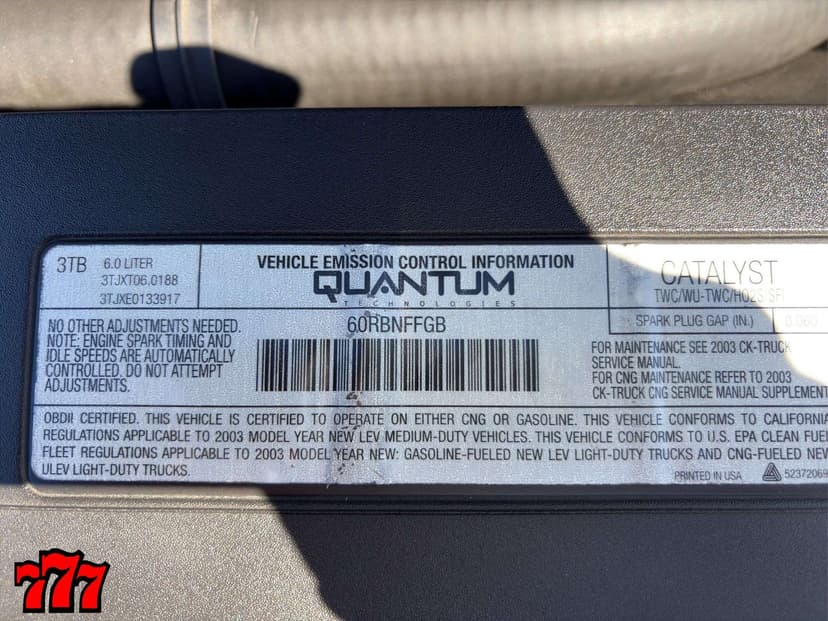 3TB 6.0 LITER
3TJXT06.0188
3TJXE0133917
VEHICLE EMISSION CONTROL INFORMATION
QUANTUM
TECHNOLOGIES
CATALYST
TWC/WU-TWC/HO2S/SFI
SPARK PLUG GAP (IN.) 0.060
NO OTHER ADJUSTMENTS NEEDED.
NOTE: ENGINE SPARK TIMING AND
IDLE SPEEDS ARE AUTOMATICALLY
CONTROLLED. DO NOT ATTEMPT
ADJUSTMENTS.
60RBNFFGB
FOR MAINTENANCE SEE 2003 CK-TRUCK
SERVICE MANUAL.
FOR CNG MAINTENANCE REFER TO 2003
CK-TRUCK CNG SERVICE MANUAL SUPPLEMENT
OBDII CERTIFIED. THIS VEHICLE IS CERTIFIED TO OPERATE ON EITHER CNG OR GASOLINE. THIS VEHICLE CONFORMS TO CALIFORNIA
REGULATIONS APPLICABLE TO 2003 MODEL YEAR NEW LEV MEDIUM-DUTY VEHICLES. THIS VEHICLE CONFORMS TO U.S. EPA CLEAN FUE
FLEET REGULATIONS APPLICABLE TO 2003 MODEL YEAR NEW: GASOLINE-FUELED NEW LEV LIGHT-DUTY TRUCKS AND CNG-FUELED NEW
ULEV LIGHT-DUTY TRUCKS.
PRINTED IN USA 52372069
777